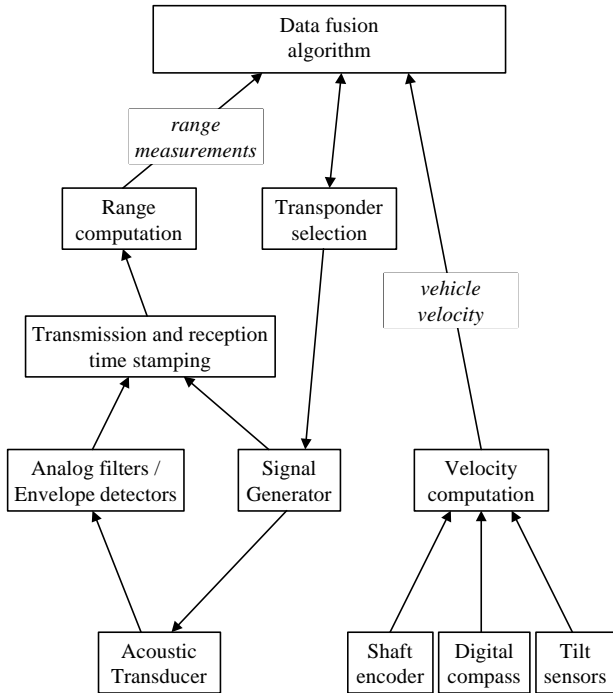 Data fusion
algorithm
range
measurements
Range
computation
Transponder
selection
vehicle
velocity
Transmission and reception
time stamping
Analog filters /
Envelope detectors
Signal
Generator
Velocity
computation
Acoustic
Transducer
Shaft
encoder
Digital
compass
Tilt
sensors